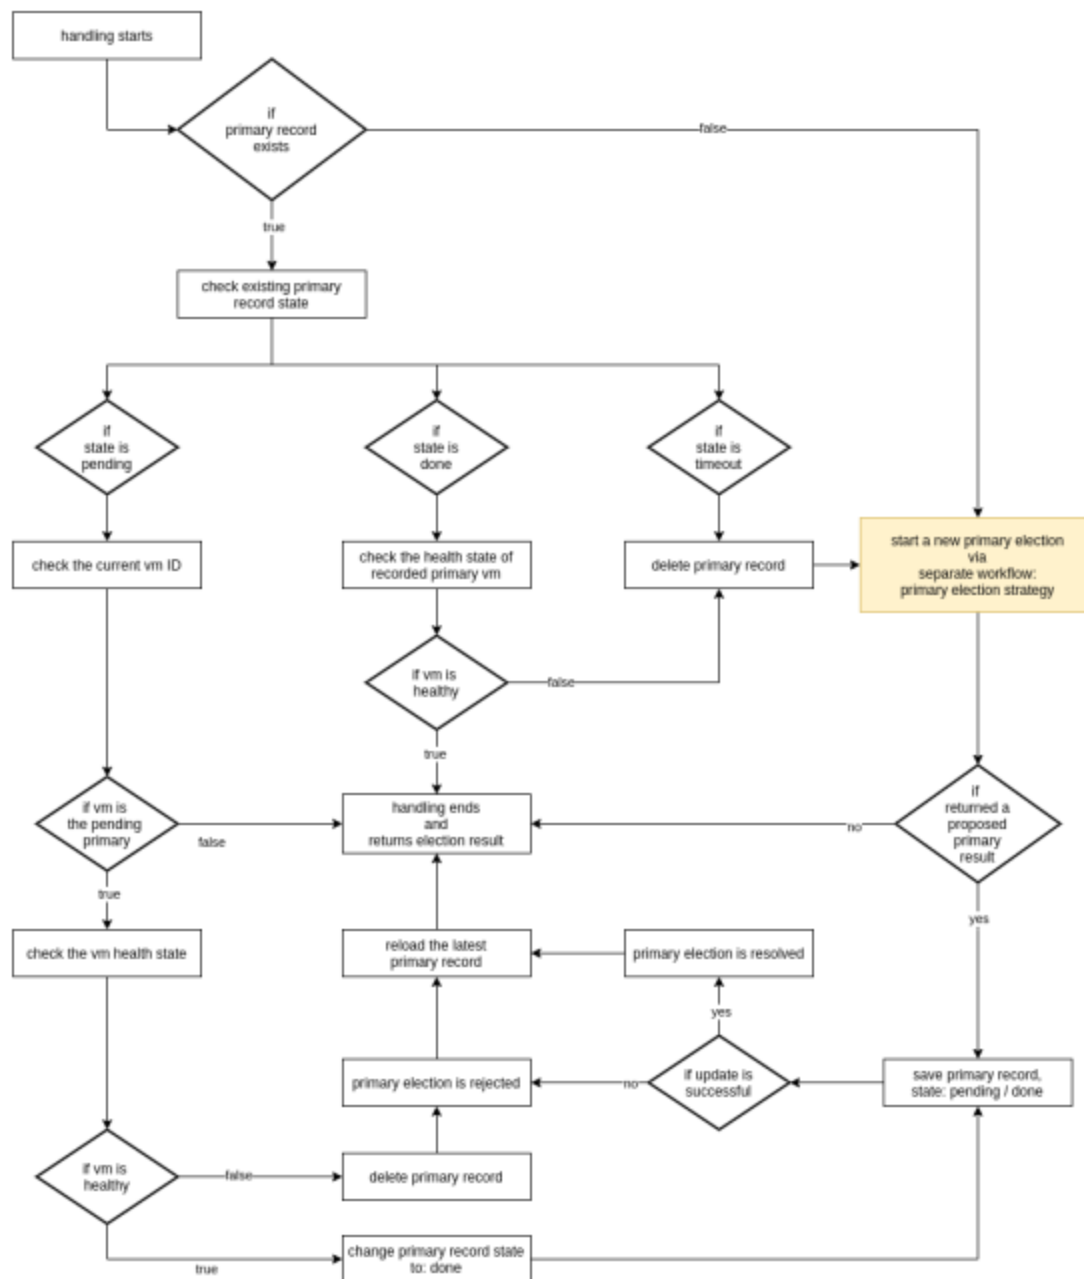 handling starts
if
primary record
exists
false
true
check existing primary
record state
if
state is
pending
if
state is
done
if
state is
timeout
check the current vm ID
check the health state of
recorded primary vm
delete primary record
start a new primary election
via
separate workflow:
primary election strategy
if vm is
healthy
false
true
if vm is
the pending
primary
false
handling ends
and
returns election result
no
if
returned a
proposed
primary
result
true
yes
check the vm health state
reload the latest
primary record
primary election is resolved
yes
primary election is rejected
no
if update is
successful
save primary record,
state: pending / done
if vm is
healthy
false
delete primary record
true
change primary record state
to: done